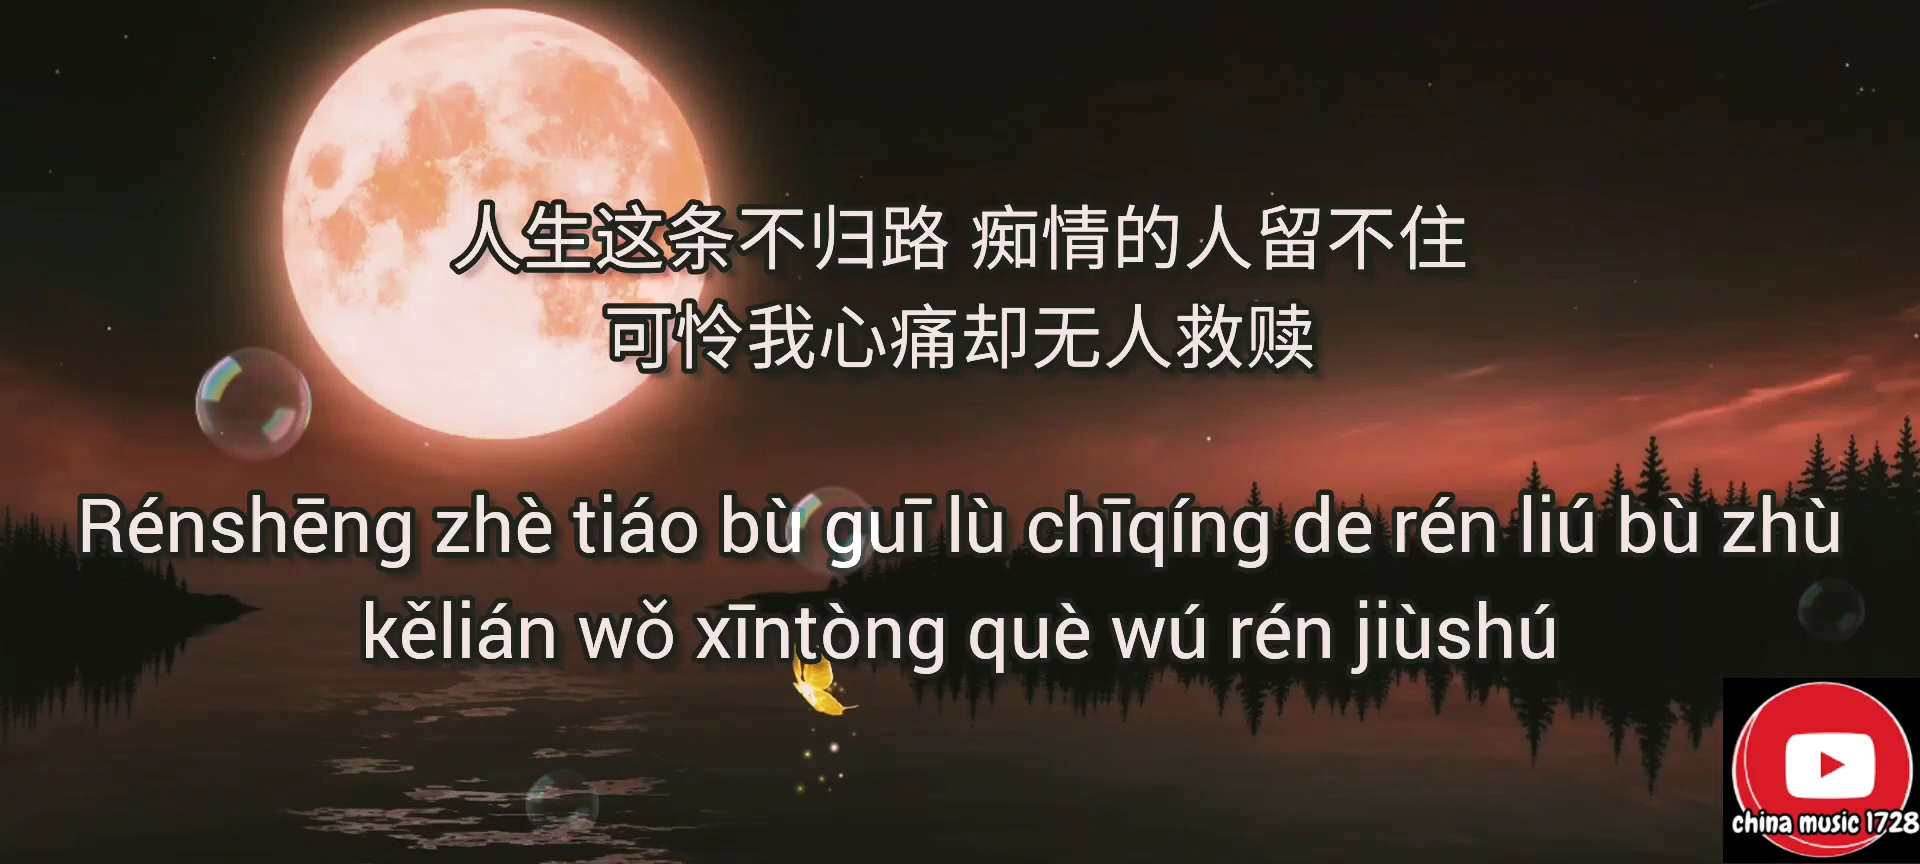 人生这条不归路 痴情的人留不住
可怜我心痛却无人救赎
Rénshēng zhè tiáo bù guī lù chīqíng de rén liú bù zhù
kělián wǒ xīntòng què wú rén jiùshú
china music 1728